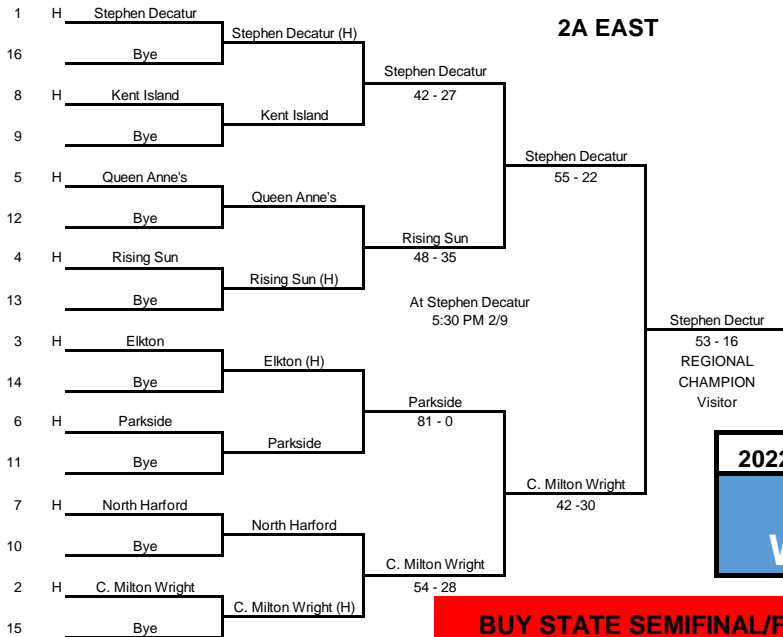 2A EAST
1 H Stephen Decatur
Stephen Decatur (H)
16 Bye
Stephen Decatur
42 - 27
8 H Kent Island
Kent Island
9 Bye
Stephen Decatur
55 - 22
5 H Queen Anne's
Queen Anne's
12 Bye
Rising Sun
48 - 35
4 H Rising Sun
Rising Sun (H)
13 Bye
At Stephen Decatur
5:30 PM 2/9
Stephen Dectur
53 - 16
REGIONAL
CHAMPION
Visitor
3 H Elkton
Elkton (H)
14 Bye
Parkside
81 - 0
6 H Parkside
Parkside
11 Bye
C. Milton Wright
42 -30
7 H North Harford
North Harford
10 Bye
C. Milton Wright
54 - 28
2 H C. Milton Wright
C. Milton Wright (H)
15 Bye
2022
W
BUY STATE SEMIFINAL/